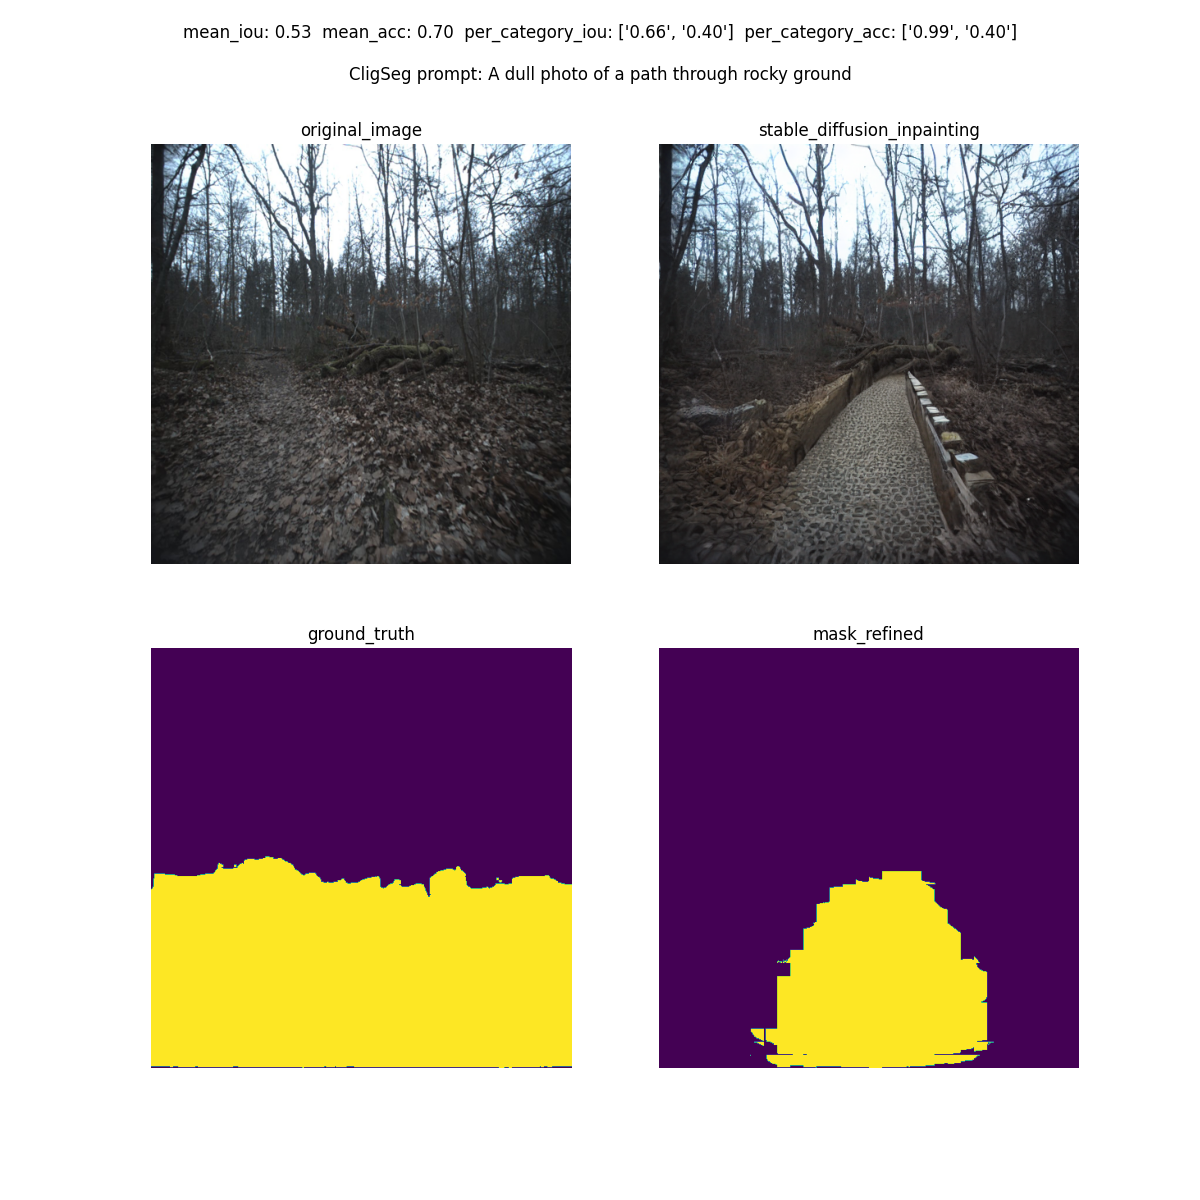 mean_iou: 0.53  mean_acc: 0.70  per_category_iou: ['0.66', '0.40']  per_category_acc: ['0.99', '0.40']
CligSeg prompt: A dull photo of a path through rocky ground
original_image
stable_diffusion_inpainting
ground_truth
mask_refined